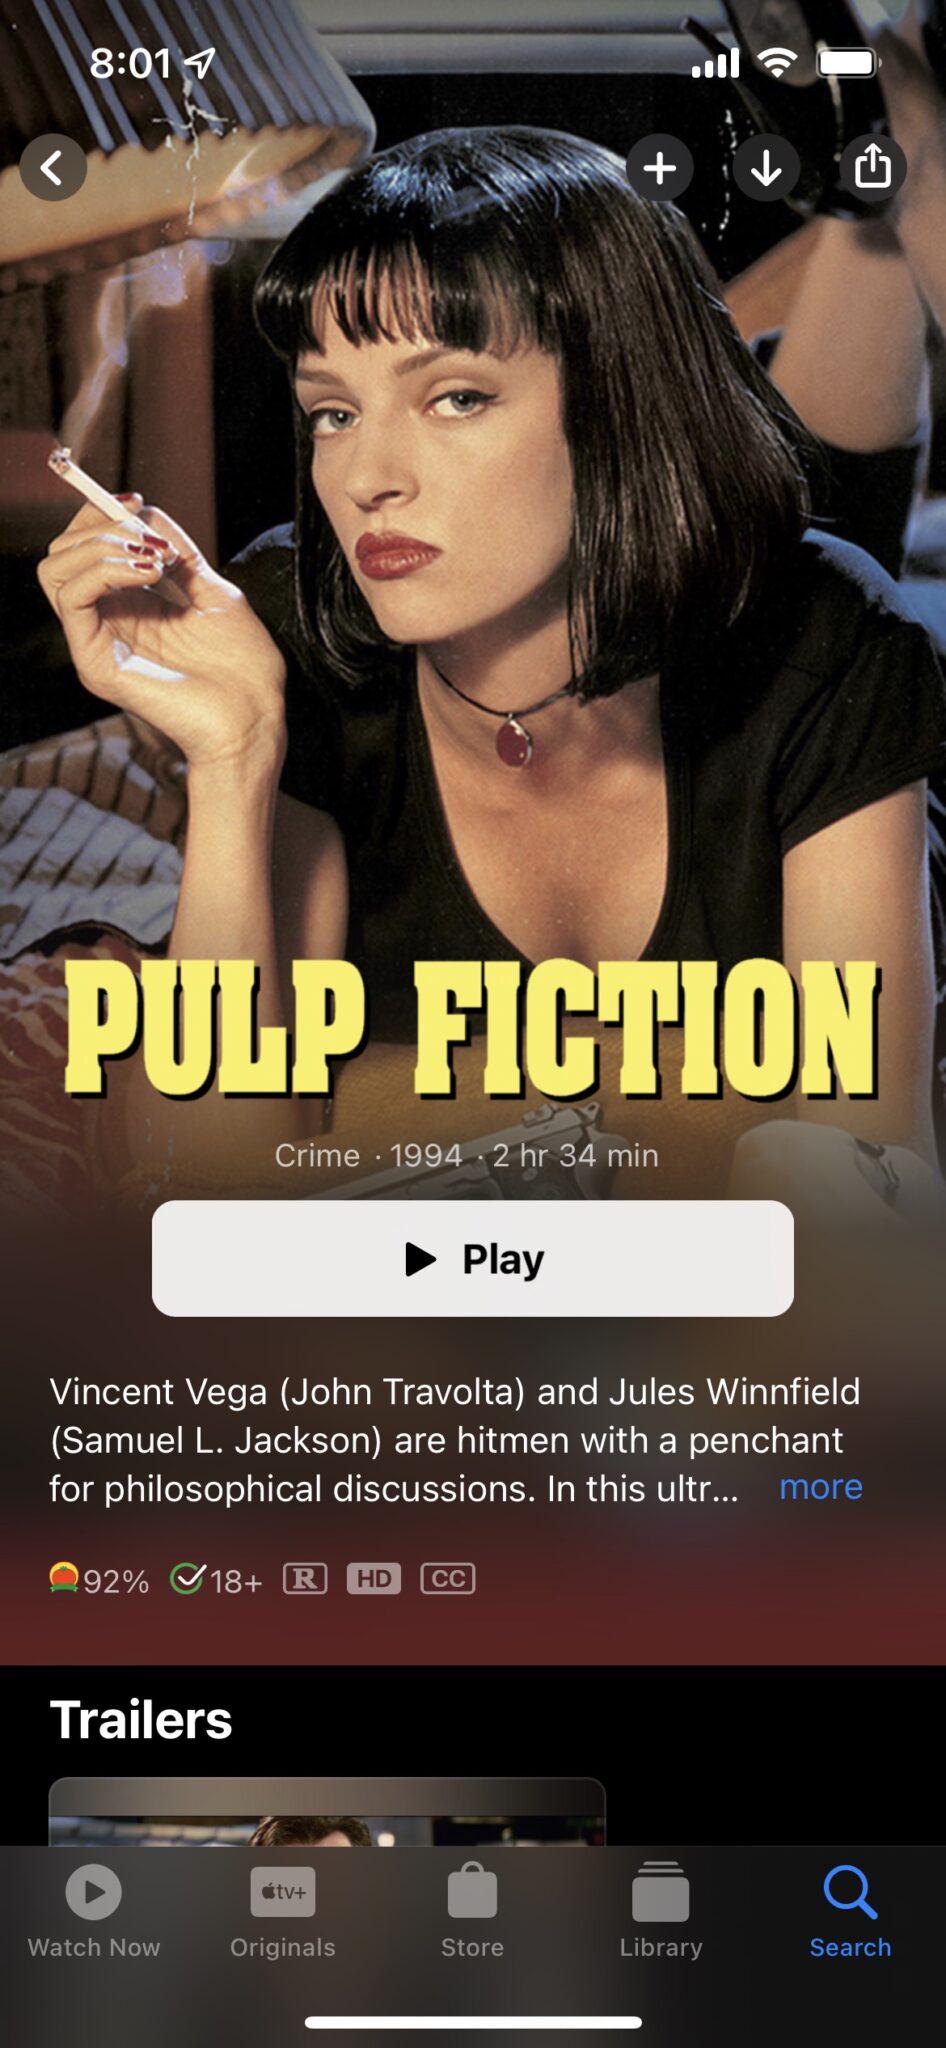 8:01
PULP FICTION
Crime · 1994 · 2 hr 34 min
Play
Vincent Vega (John Travolta) and Jules Winnfield
(Samuel L. Jackson) are hitmen with a penchant
for philosophical discussions. In this ultr... more
92% 18+ R HD CC
Trailers
tv+
Watch Now Originals Store Library Search